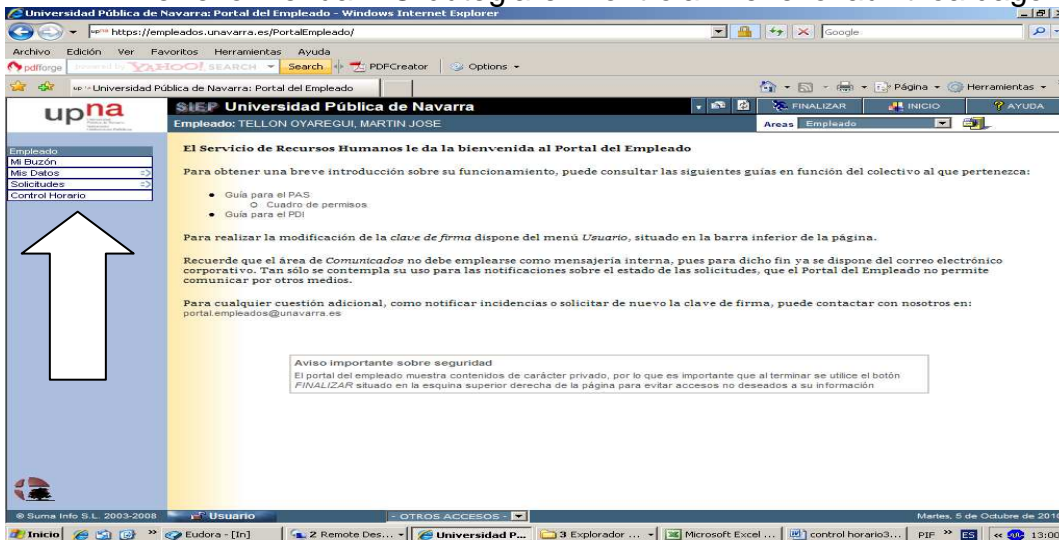 Universidad Pública de Navarra: Portal del Empleado - Windows Internet Explorer
https://empleados.unavarra.es/PortalEmpleado/
Google
Archivo Edición Ver Favoritos Herramientas Ayuda
pdfforge YAHOO! SEARCH Search PDFCreator Options
Universidad Pública de Navarra: Portal del Empleado
Página Herramientas
upna
SIEP Universidad Pública de Navarra
FINALIZAR INICIO AYUDA
Empleado: TELLON OYAREGUI, MARTIN JOSE
Areas Empleado
Empleado
Mi Buzón
Mis Datos
Solicitudes
Control Horario
El Servicio de Recursos Humanos le da la bienvenida al Portal del Empleado
Para obtener una breve introducción sobre su funcionamiento, puede consultar las siguientes guías en función del colectivo al que pertenezca:
Guía para el PAS
Cuadro de permisos
Guía para el PDI
Para realizar la modificación de la clave de firma dispone del menú Usuario, situado en la barra inferior de la página.
Recuerde que el área de Comunicados no debe emplearse como mensajería interna, pues para dicho fin ya se dispone del correo electrónico
corporativo. Tan sólo se contempla su uso para las notificaciones sobre el estado de las solicitudes, que el Portal del Empleado no permite
comunicar por otros medios.
Para cualquier cuestión adicional, como notificar incidencias o solicitar de nuevo la clave de firma, puede contactar con nosotros en:
portal.empleados@unavarra.es
Aviso importante sobre seguridad
El portal del empleado muestra contenidos de carácter privado, por lo que es importante que al terminar se utilice el botón
FINALIZAR situado en la esquina superior derecha de la página para evitar accesos no deseados a su información
© Suma Info S.L. 2003-2008
Usuario
- OTROS ACCESOS -
Martes, 5 de Octubre de 2010
Inicio
Eudora - [In]
2 Remote Des...
Universidad P...
3 Explorador ...
Microsoft Excel ...
control horario3...
PIF
ES
13:0